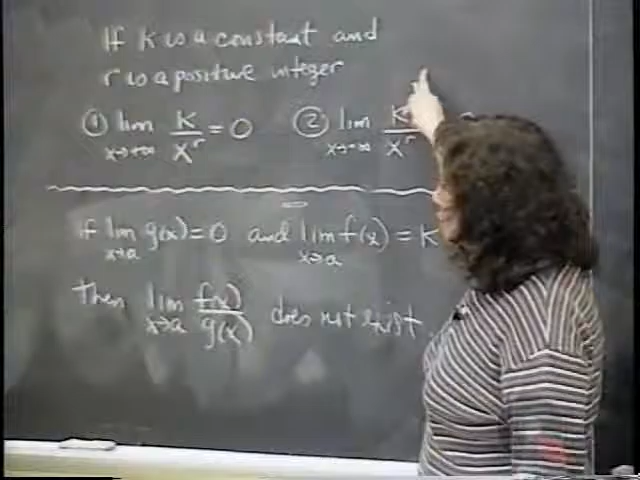 If K is a constant and
r is a positive integer
① lim x→+∞ K/x^r = 0 ② lim x→-∞ K/x^r
if lim x→a g(x) = 0 and lim x→a f(x) = K
then lim x→a f(x)/g(x) does not exist